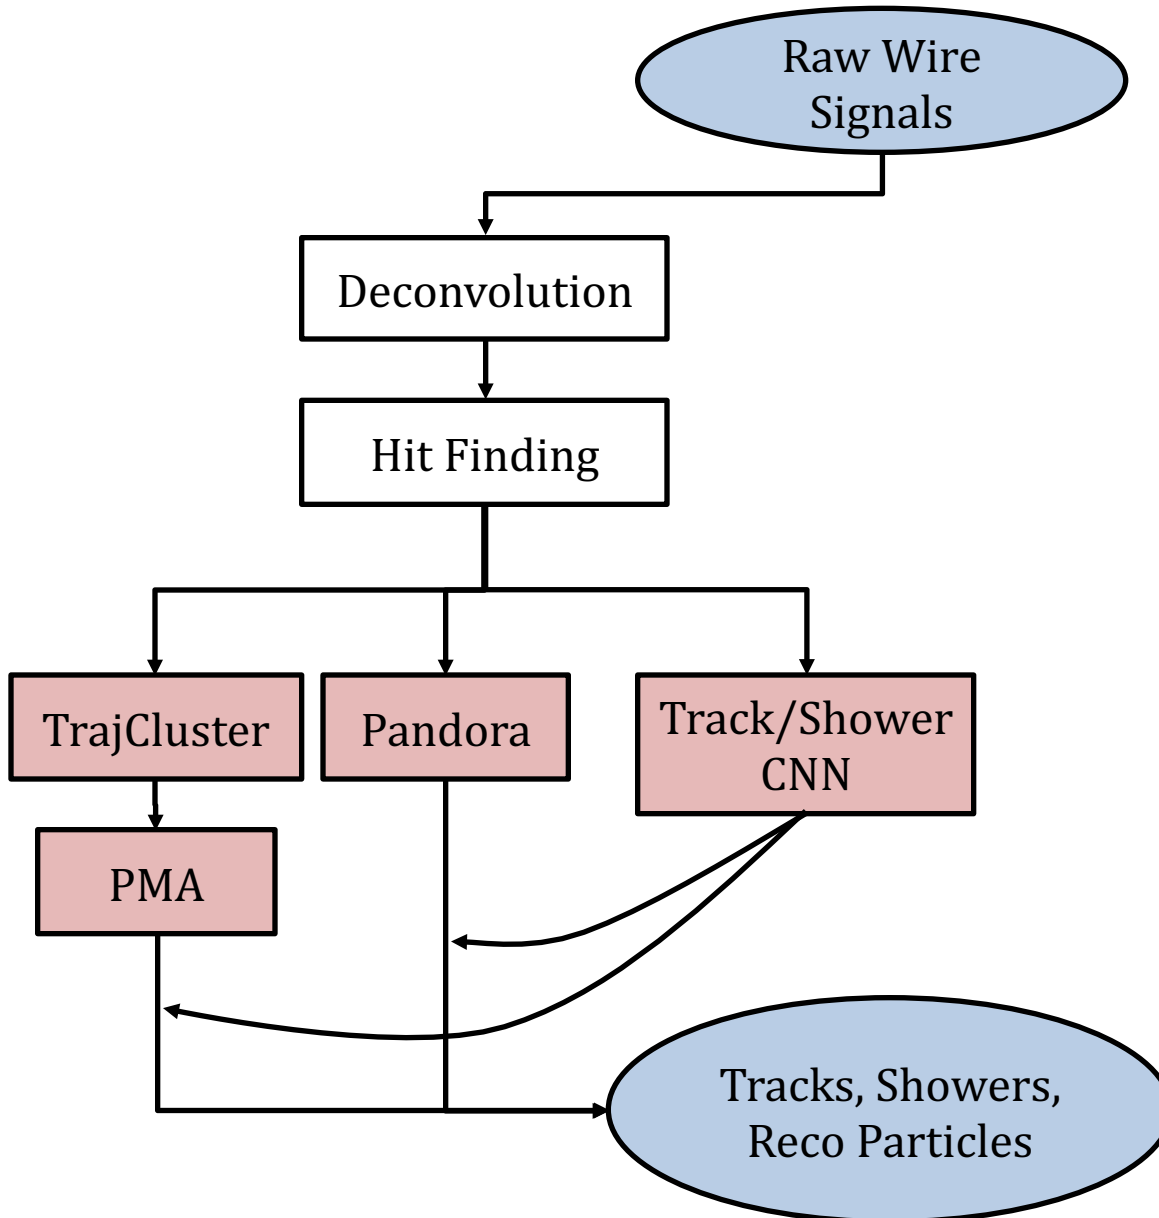 Raw Wire
Signals
Deconvolution
Hit Finding
TrajCluster
Pandora
Track/Shower
CNN
PMA
Tracks, Showers,
Reco Particles